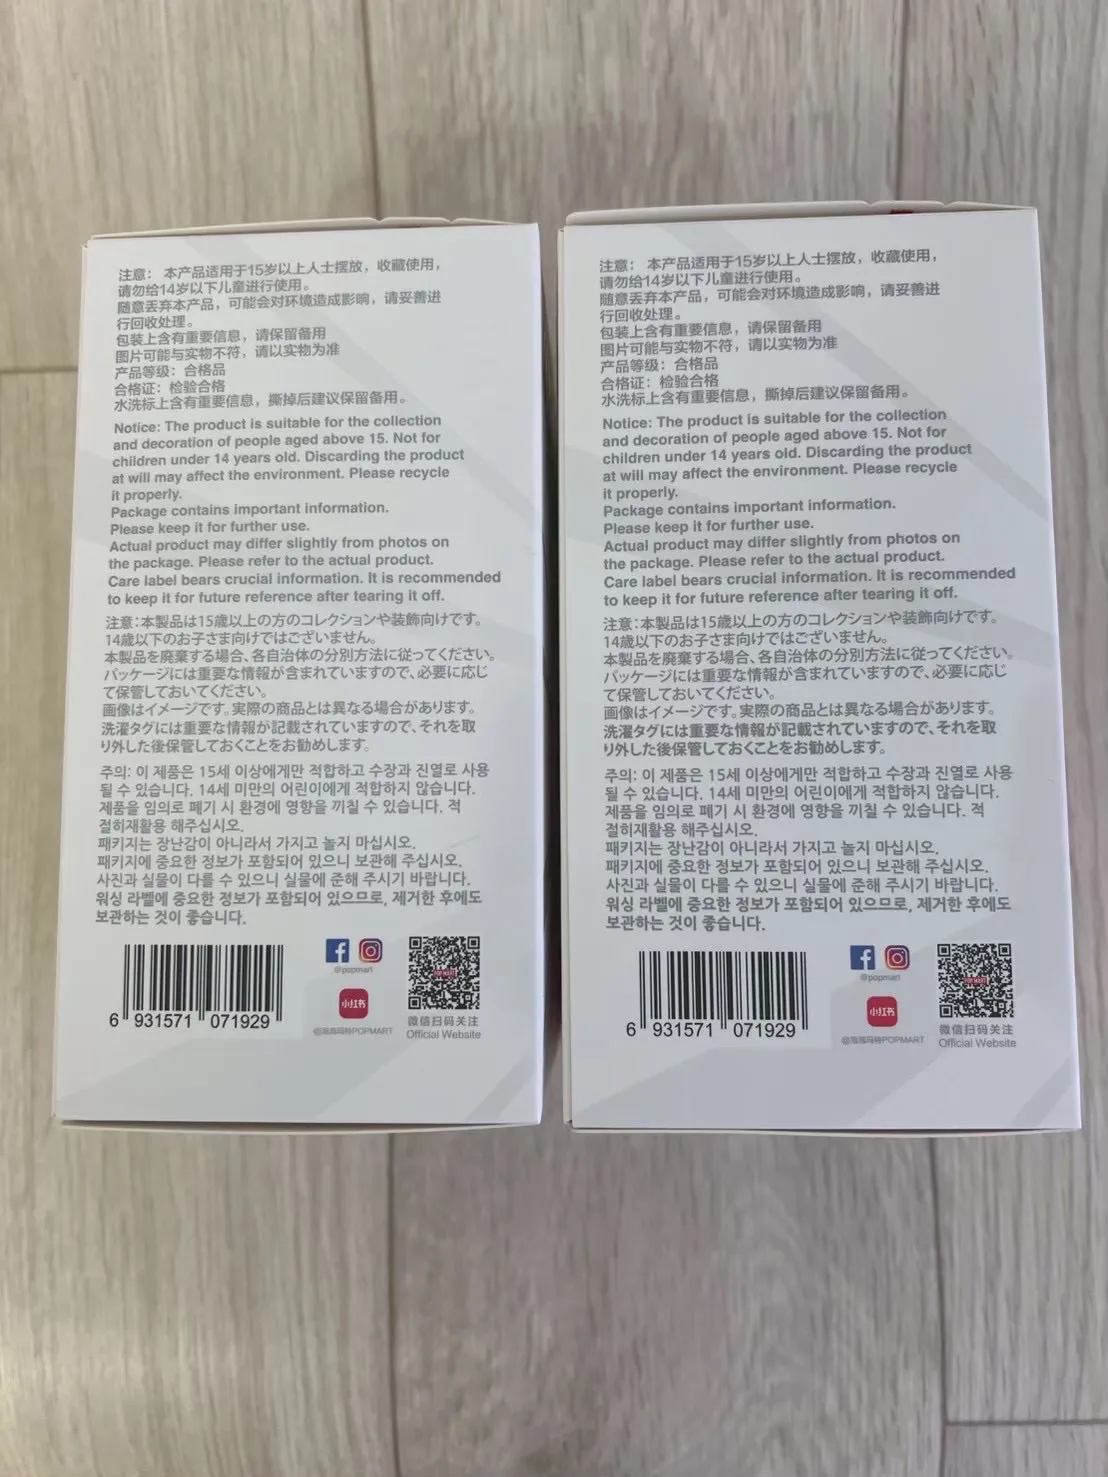 注意： 本产品适用于15岁以上人士摆放，收藏使用，
请勿给14岁以下儿童进行使用。
随意丢弃本产品，可能会对环境造成影响，请妥善进
行回收处理。
包装上含有重要信息，请保留备用
图片可能与实物不符，请以实物为准
产品等级：合格品
合格证：检验合格
水洗标上含有重要信息，撕掉后建议保留备用。
Notice: The product is suitable for the collection
and decoration of people aged above 15. Not for
children under 14 years old. Discarding the product
at will may affect the environment. Please recycle
it properly.
Package contains important information.
Please keep it for further use.
Actual product may differ slightly from photos on
the package. Please refer to the actual product.
Care label bears crucial information. It is recommended
to keep it for future reference after tearing it off.
注意：本製品は15歳以上の方のコレクションや装飾向けです。
14歳以下のお子さま向けではございません。
本製品を廃棄する場合、各自治体の分別方法に従ってください。
パッケージには重要な情報が含まれていますので、必要に応じ
て保管しておいてください。
画像はイメージです。実際の商品とは異なる場合があります。
洗濯タグには重要な情報が記載されていますので、それを取
り外した後保管しておくことをお勧めします。
주의: 이 제품은 15세 이상에게만 적합하고 수장과 진열로 사용
될 수 있습니다. 14세 미만의 어린이에게 적합하지 않습니다.
제품을 임의로 폐기 시 환경에 영향을 끼칠 수 있습니다. 적
절히재활용 해주십시오.
패키지는 장난감이 아니라서 가지고 놀지 마십시오.
패키지에 중요한 정보가 포함되어 있으니 보관해 주십시오.
사진과 실물이 다를 수 있으니 실물에 준해 주시기 바랍니다.
워싱 라벨에 중요한 정보가 포함되어 있으므로, 제거한 후에도
보관하는 것이 좋습니다.
6 931571 071929
@popmart
小红书
@泡泡玛特POPMART
POP MART
微信扫码关注
Official Website
注意： 本产品适用于15岁以上人士摆放，收藏使用，
请勿给14岁以下儿童进行使用。
随意丢弃本产品，可能会对环境造成影响，请妥善进
行回收处理。
包装上含有重要信息，请保留备用
图片可能与实物不符，请以实物为准
产品等级：合格品
合格证：检验合格
水洗标上含有重要信息，撕掉后建议保留备用。
Notice: The product is suitable for the collection
and decoration of people aged above 15. Not for
children under 14 years old. Discarding the product
at will may affect the environment. Please recycle
it properly.
Package contains important information.
Please keep it for further use.
Actual product may differ slightly from photos on
the package. Please refer to the actual product.
Care label bears crucial information. It is recommended
to keep it for future reference after tearing it off.
注意：本製品は15歳以上の方のコレクションや装飾向けです。
14歳以下のお子さま向けではございません。
本製品を廃棄する場合、各自治体の分別方法に従ってください。
パッケージには重要な情報が含まれていますので、必要に応じ
て保管しておいてください。
画像はイメージです。実際の商品とは異なる場合があります。
洗濯タグには重要な情報が記載されていますので、それを取
り外した後保管しておくことをお勧めします。
주의: 이 제품은 15세 이상에게만 적합하고 수장과 진열로 사용
될 수 있습니다. 14세 미만의 어린이에게 적합하지 않습니다.
제품을 임의로 폐기 시 환경에 영향을 끼칠 수 있습니다. 적
절히재활용 해주십시오.
패키지는 장난감이 아니라서 가지고 놀지 마십시오.
패키지에 중요한 정보가 포함되어 있으니 보관해 주십시오.
사진과 실물이 다를 수 있으니 실물에 준해 주시기 바랍니다.
워싱 라벨에 중요한 정보가 포함되어 있으므로, 제거한 후에도
보관하는 것이 좋습니다.
6 931571 071929
@popmart
小红书
@泡泡玛特POPMART
POP MART
微信扫码关注
Official Website